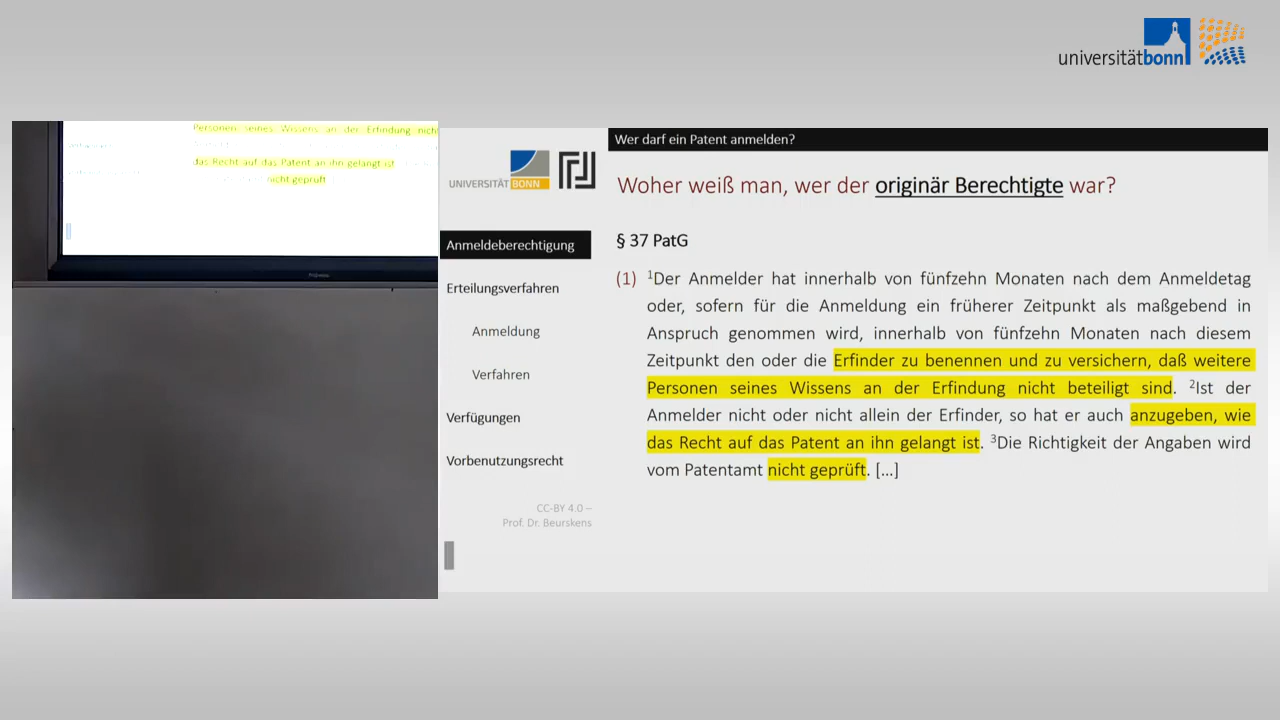 universitätbonn
Personen seines Wissens an der Erfindung nicht
das Recht auf das Patent an ihn gelangt ist
nicht geprüft
UNIVERSITÄT BONN
Anmeldeberechtigung
Erteilungsverfahren
Anmeldung
Verfahren
Verfügungen
Vorbenutzungsrecht
CC-BY 4.0 –
Prof. Dr. Beurskens
Wer darf ein Patent anmelden?
Woher weiß man, wer der originär Berechtigte war?
§ 37 PatG
(1) ¹Der Anmelder hat innerhalb von fünfzehn Monaten nach dem Anmeldetag
oder, sofern für die Anmeldung ein früherer Zeitpunkt als maßgebend in
Anspruch genommen wird, innerhalb von fünfzehn Monaten nach diesem
Zeitpunkt den oder die Erfinder zu benennen und zu versichern, daß weitere
Personen seines Wissens an der Erfindung nicht beteiligt sind. ²Ist der
Anmelder nicht oder nicht allein der Erfinder, so hat er auch anzugeben, wie
das Recht auf das Patent an ihn gelangt ist. ³Die Richtigkeit der Angaben wird
vom Patentamt nicht geprüft. [...]